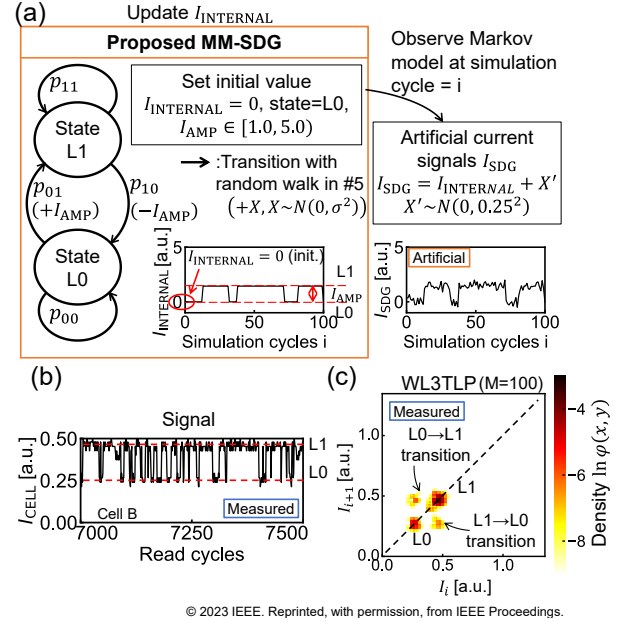 (a)
Update I_INTERNAL
Proposed MM-SDG
p_11
State
L1
p_01
(+I_AMP)
p_10
(−I_AMP)
State
L0
p_00
Set initial value
I_INTERNAL = 0, state=L0,
I_AMP ∈ [1.0, 5.0)
:Transition with
random walk in #5
(+X, X~N(0, σ²))
Observe Markov
model at simulation
cycle = i
Artificial current
signals I_SDG
I_SDG = I_INTERNAL + X′
X′~N(0, 0.25²)
I_INTERNAL [a.u.]
5
0
I_INTERNAL = 0 (init.)
L1
I_AMP
L0
0 50 100
Simulation cycles i
I_SDG [a.u.]
5
0
Artificial
0 50 100
Simulation cycles i
(b)
Signal
I_CELL [a.u.]
0.50
0.25
0.00
L1
L0
Cell B
Measured
7000 7250 7500
Read cycles
(c)
WL3TLP (M=100)
Measured
L0→L1
transition
L1
L1→L0
transition
L0
I_i+1 [a.u.]
1.0
0.5
0.0
0 0.5 1.0
I_i [a.u.]
−4
−6
−8
Density ln φ(x, y)
© 2023 IEEE. Reprinted, with permission, from IEEE Proceedings.